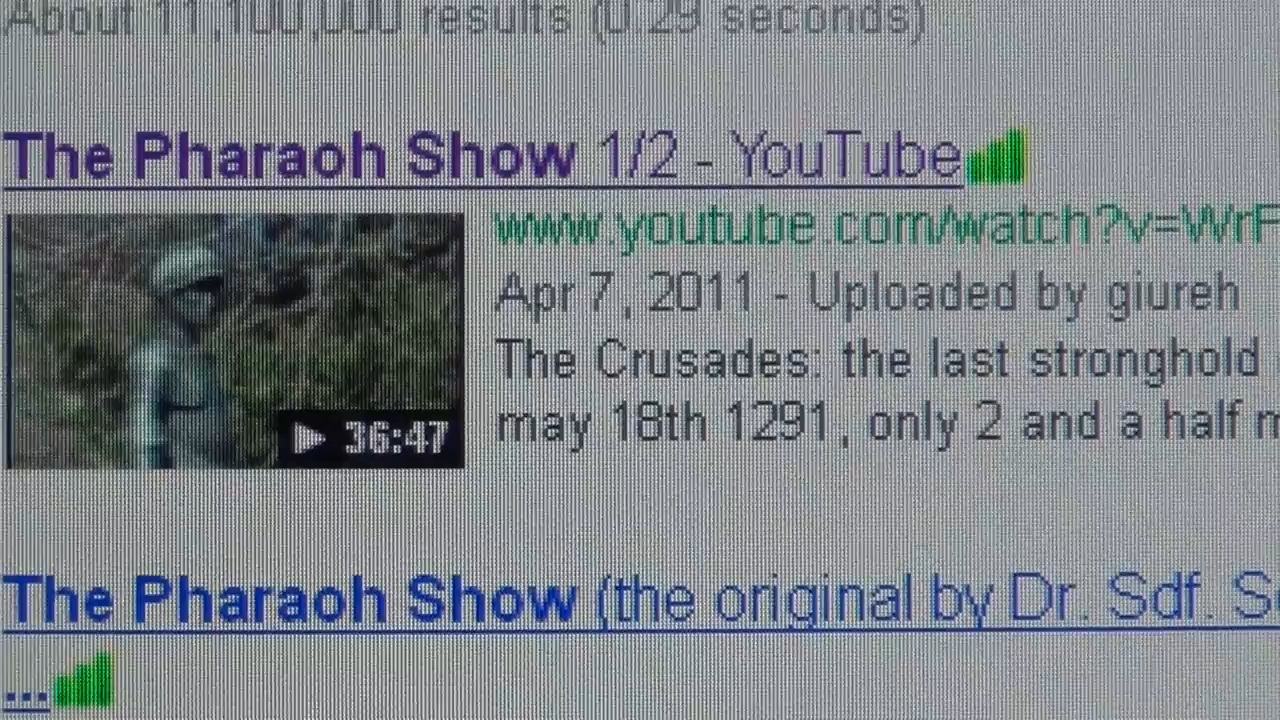 About 11,100,000 results (0.29 seconds)
The Pharaoh Show 1/2 - YouTube
www.youtube.com/watch?v=WrF
Apr 7, 2011 - Uploaded by giureh
The Crusades: the last stronghold
may 18th 1291, only 2 and a half
36:47
The Pharaoh Show (the original by Dr. Sdf. S
...